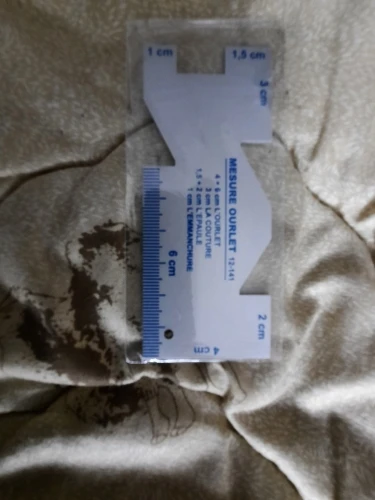 1 cm
1,5 cm
3 cm
MESURE OURLET 12-141
4 + 6 cm L'OURLET
3 cm LA COUTURE
1,5 + 2 cm L'EPAULE
1 cm L'EMMANCHURE
6 cm
2 cm
4 cm